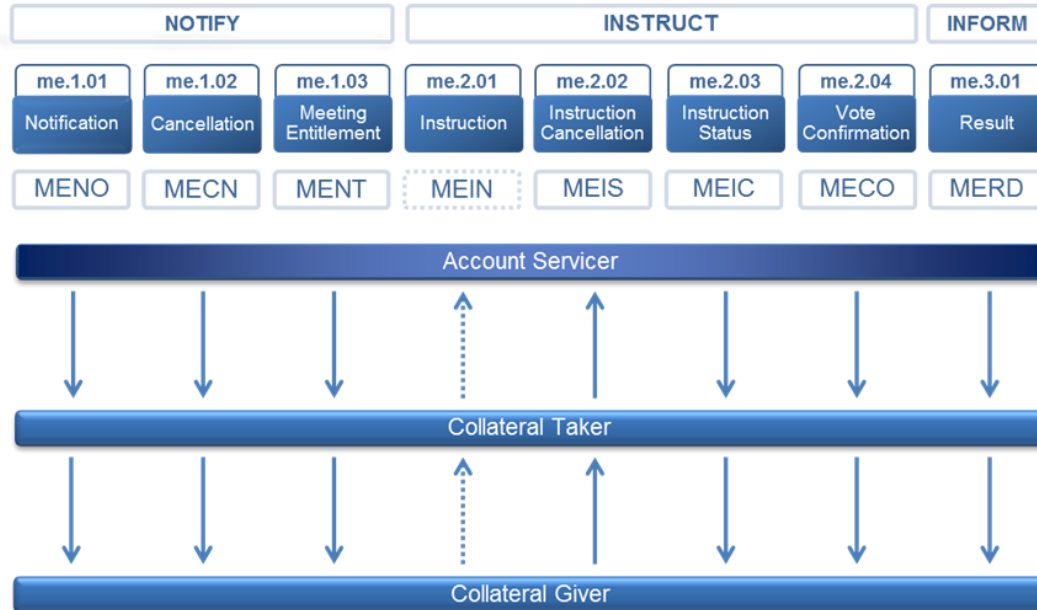 NOTIFY
INSTRUCT
INFORM
me.1.01
me.1.02
me.1.03
me.2.01
me.2.02
me.2.03
me.2.04
me.3.01
Notification
Cancellation
Meeting
Entitlement
Instruction
Instruction
Cancellation
Instruction
Status
Vote
Confirmation
Result
MENO
MECN
MENT
MEIN
MEIS
MEIC
MECO
MERD
Account Servicer
Collateral Taker
Collateral Giver